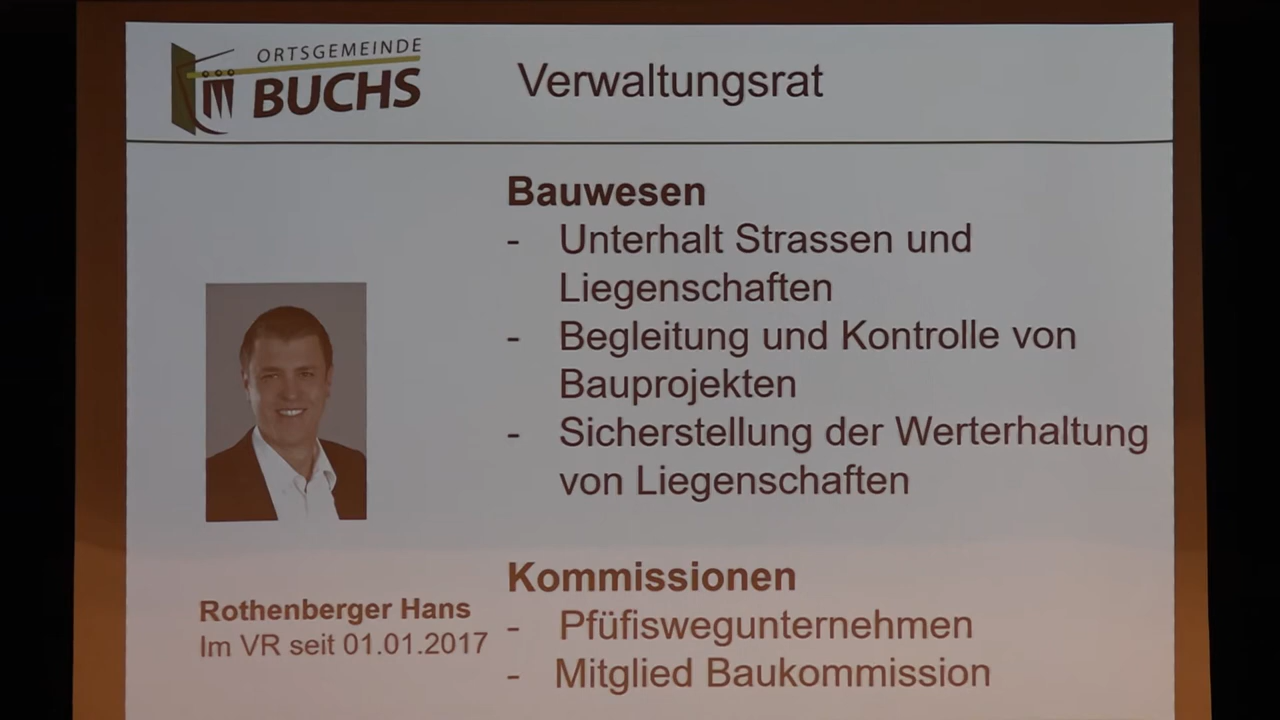 ORTSGEMEINDE
BUCHS
Verwaltungsrat
Bauwesen
- Unterhalt Strassen und
Liegenschaften
- Begleitung und Kontrolle von
Bauprojekten
- Sicherstellung der Werterhaltung
von Liegenschaften
Kommissionen
- Pfüfiswegunternehmen
- Mitglied Baukommission
Rothenberger Hans
Im VR seit 01.01.2017